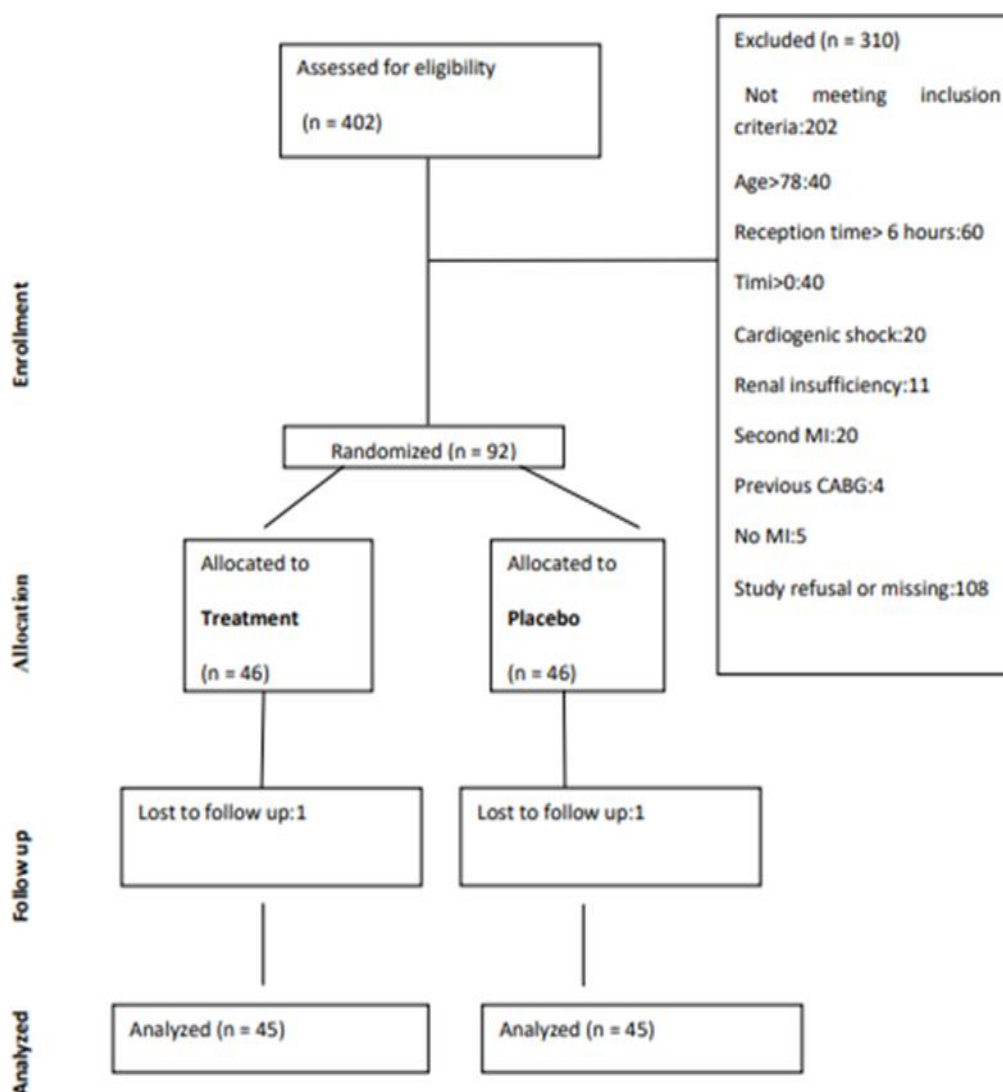 Assessed for eligibility
(n = 402)
Excluded (n = 310)
Not meeting inclusion
criteria:202
Age>78:40
Reception time> 6 hours:60
Timi>0:40
Cardiogenic shock:20
Renal insufficiency:11
Second MI:20
Previous CABG:4
No MI:5
Study refusal or missing:108
Enrollment
Randomized (n = 92)
Allocation
Allocated to
Treatment
(n = 46)
Allocated to
Placebo
(n = 46)
Follow up
Lost to follow up:1
Lost to follow up:1
Analyzed
Analyzed (n = 45)
Analyzed (n = 45)